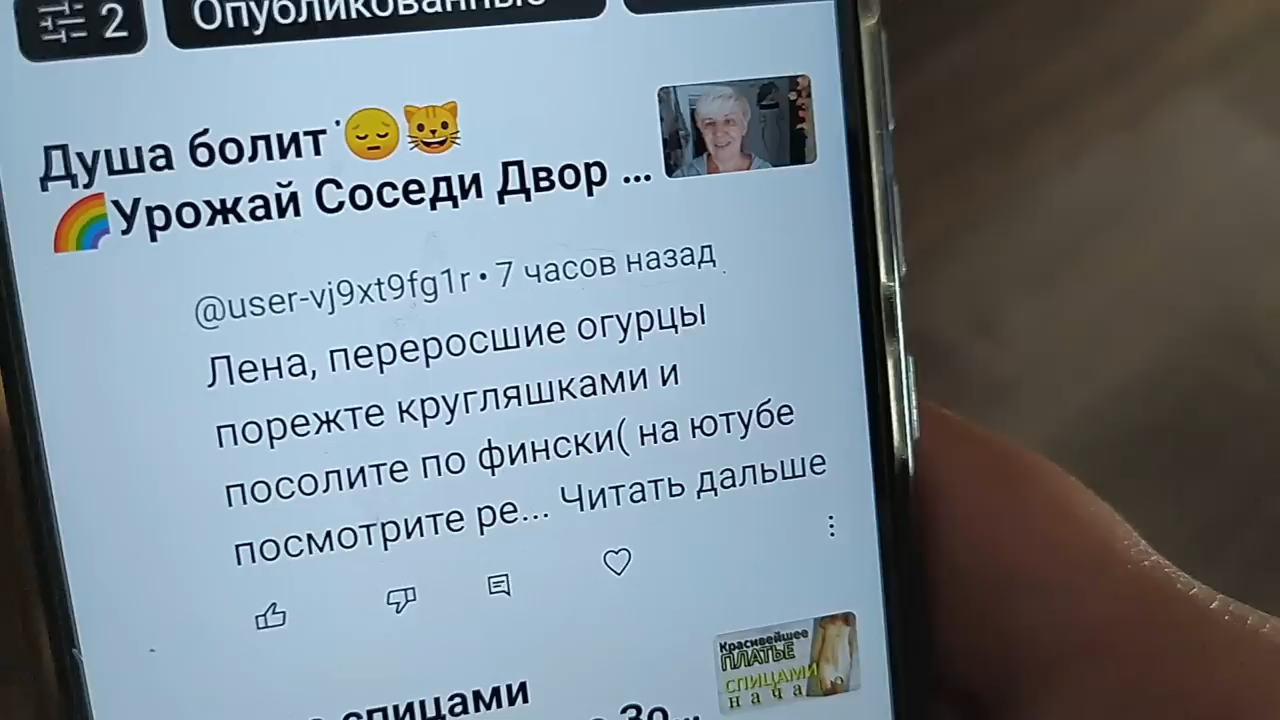 2 Опубликованные
Душа болит 😔😺
🌈Урожай Соседи Двор ...
@user-vj9xt9fg1r • 7 часов назад
Лена, переросшие огурцы
порежте кругляшками и
посолите по фински( на ютубе
посмотрите ре... Читать дальше
Красивейшее
ПЛАТЬЕ
СПИЦАМИ
спицами